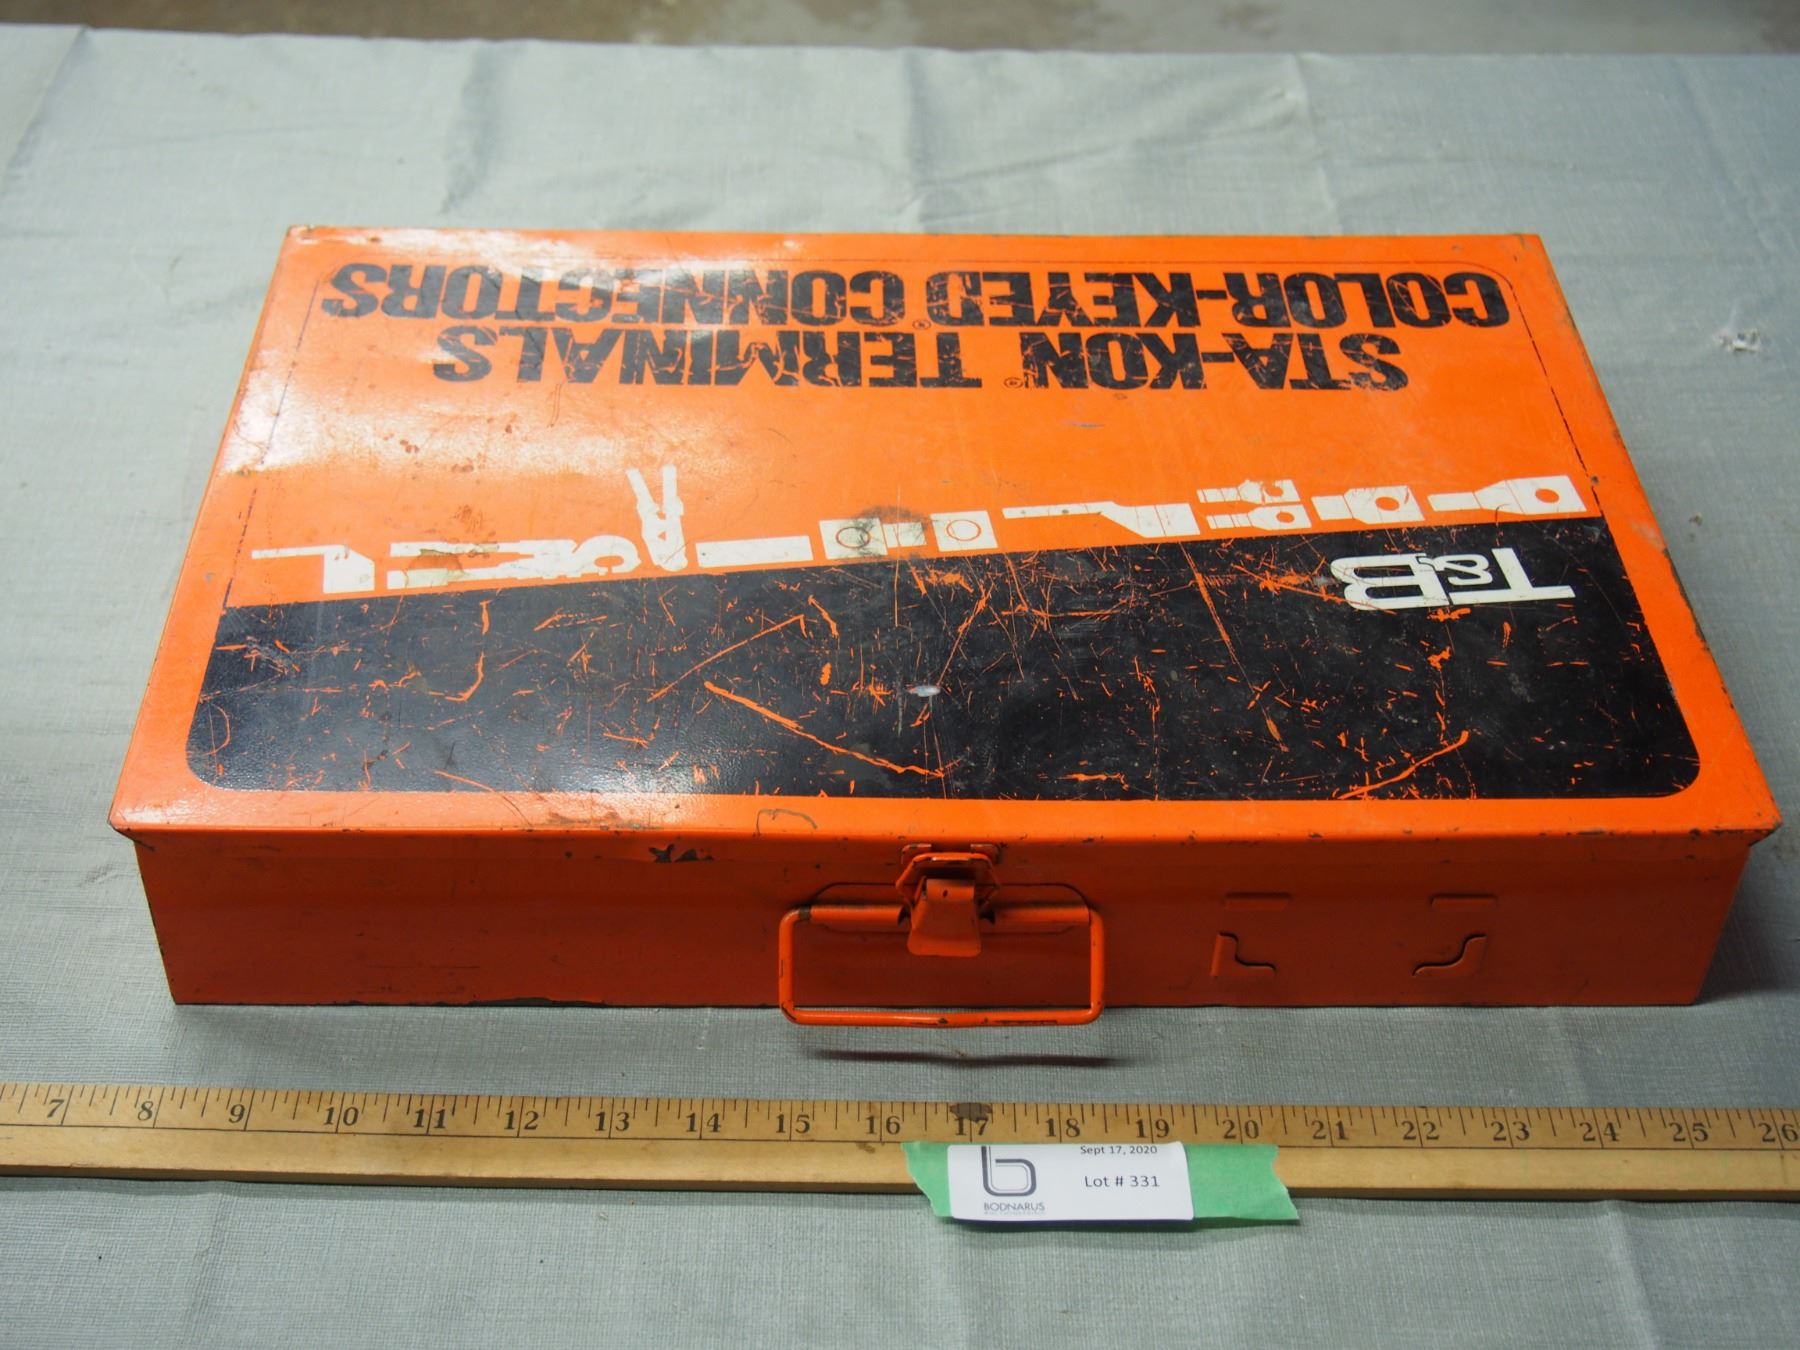 COLOR-KEYED® CONNECTORS
STA-KON® TERMINALS
T&B
7 8 9 10 11 12 13 14 15 16 17 18 19 20 21 22 23 24 25 26
Sept 17, 2020
Lot # 331
b
BODNARUS